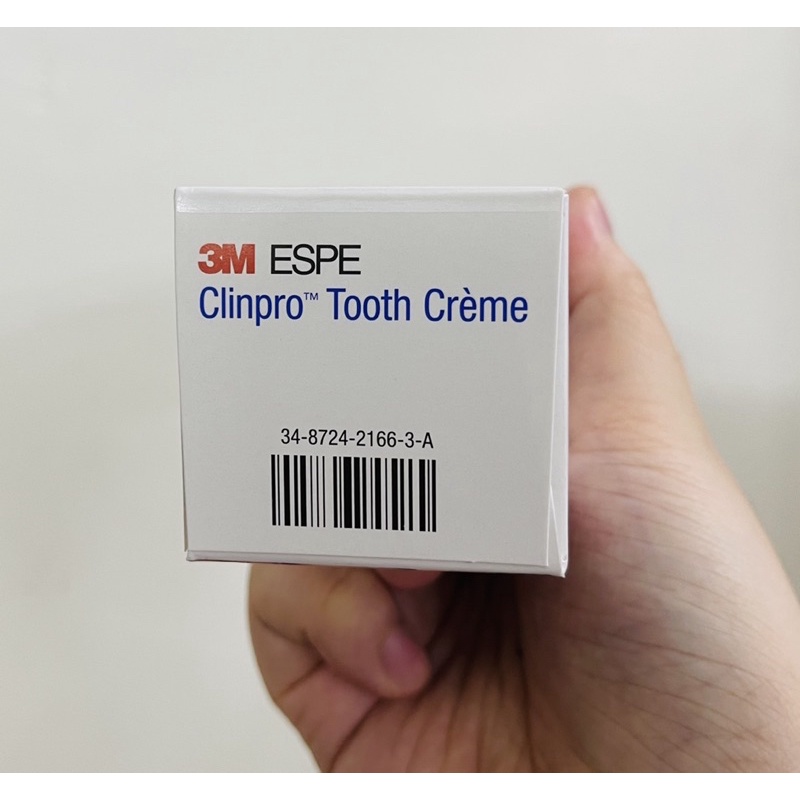 3M ESPE
Clinpro™ Tooth Crème
34-8724-2166-3-A